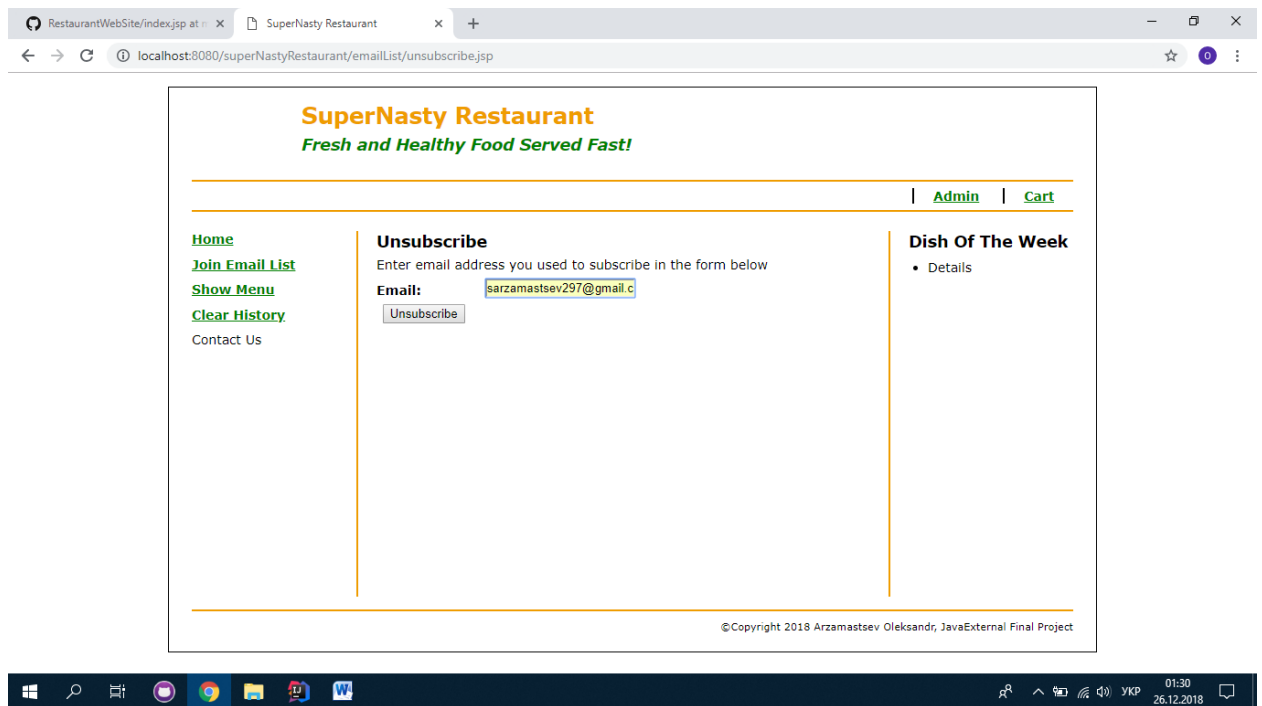 RestaurantWebSite/index.jsp at
SuperNasty Restaurant
localhost:8080/superNastyRestaurant/emailList/unsubscribe.jsp
O
SuperNasty Restaurant
Fresh and Healthy Food Served Fast!
Admin
Cart
Home
Join Email List
Show Menu
Clear History
Contact Us
Unsubscribe
Enter email address you used to subscribe in the form below
Email: sarzamastsev297@gmail.c
Unsubscribe
Dish Of The Week
• Details
©Copyright 2018 Arzamastsev Oleksandr, JavaExternal Final Project
УКР
01:30
26.12.2018